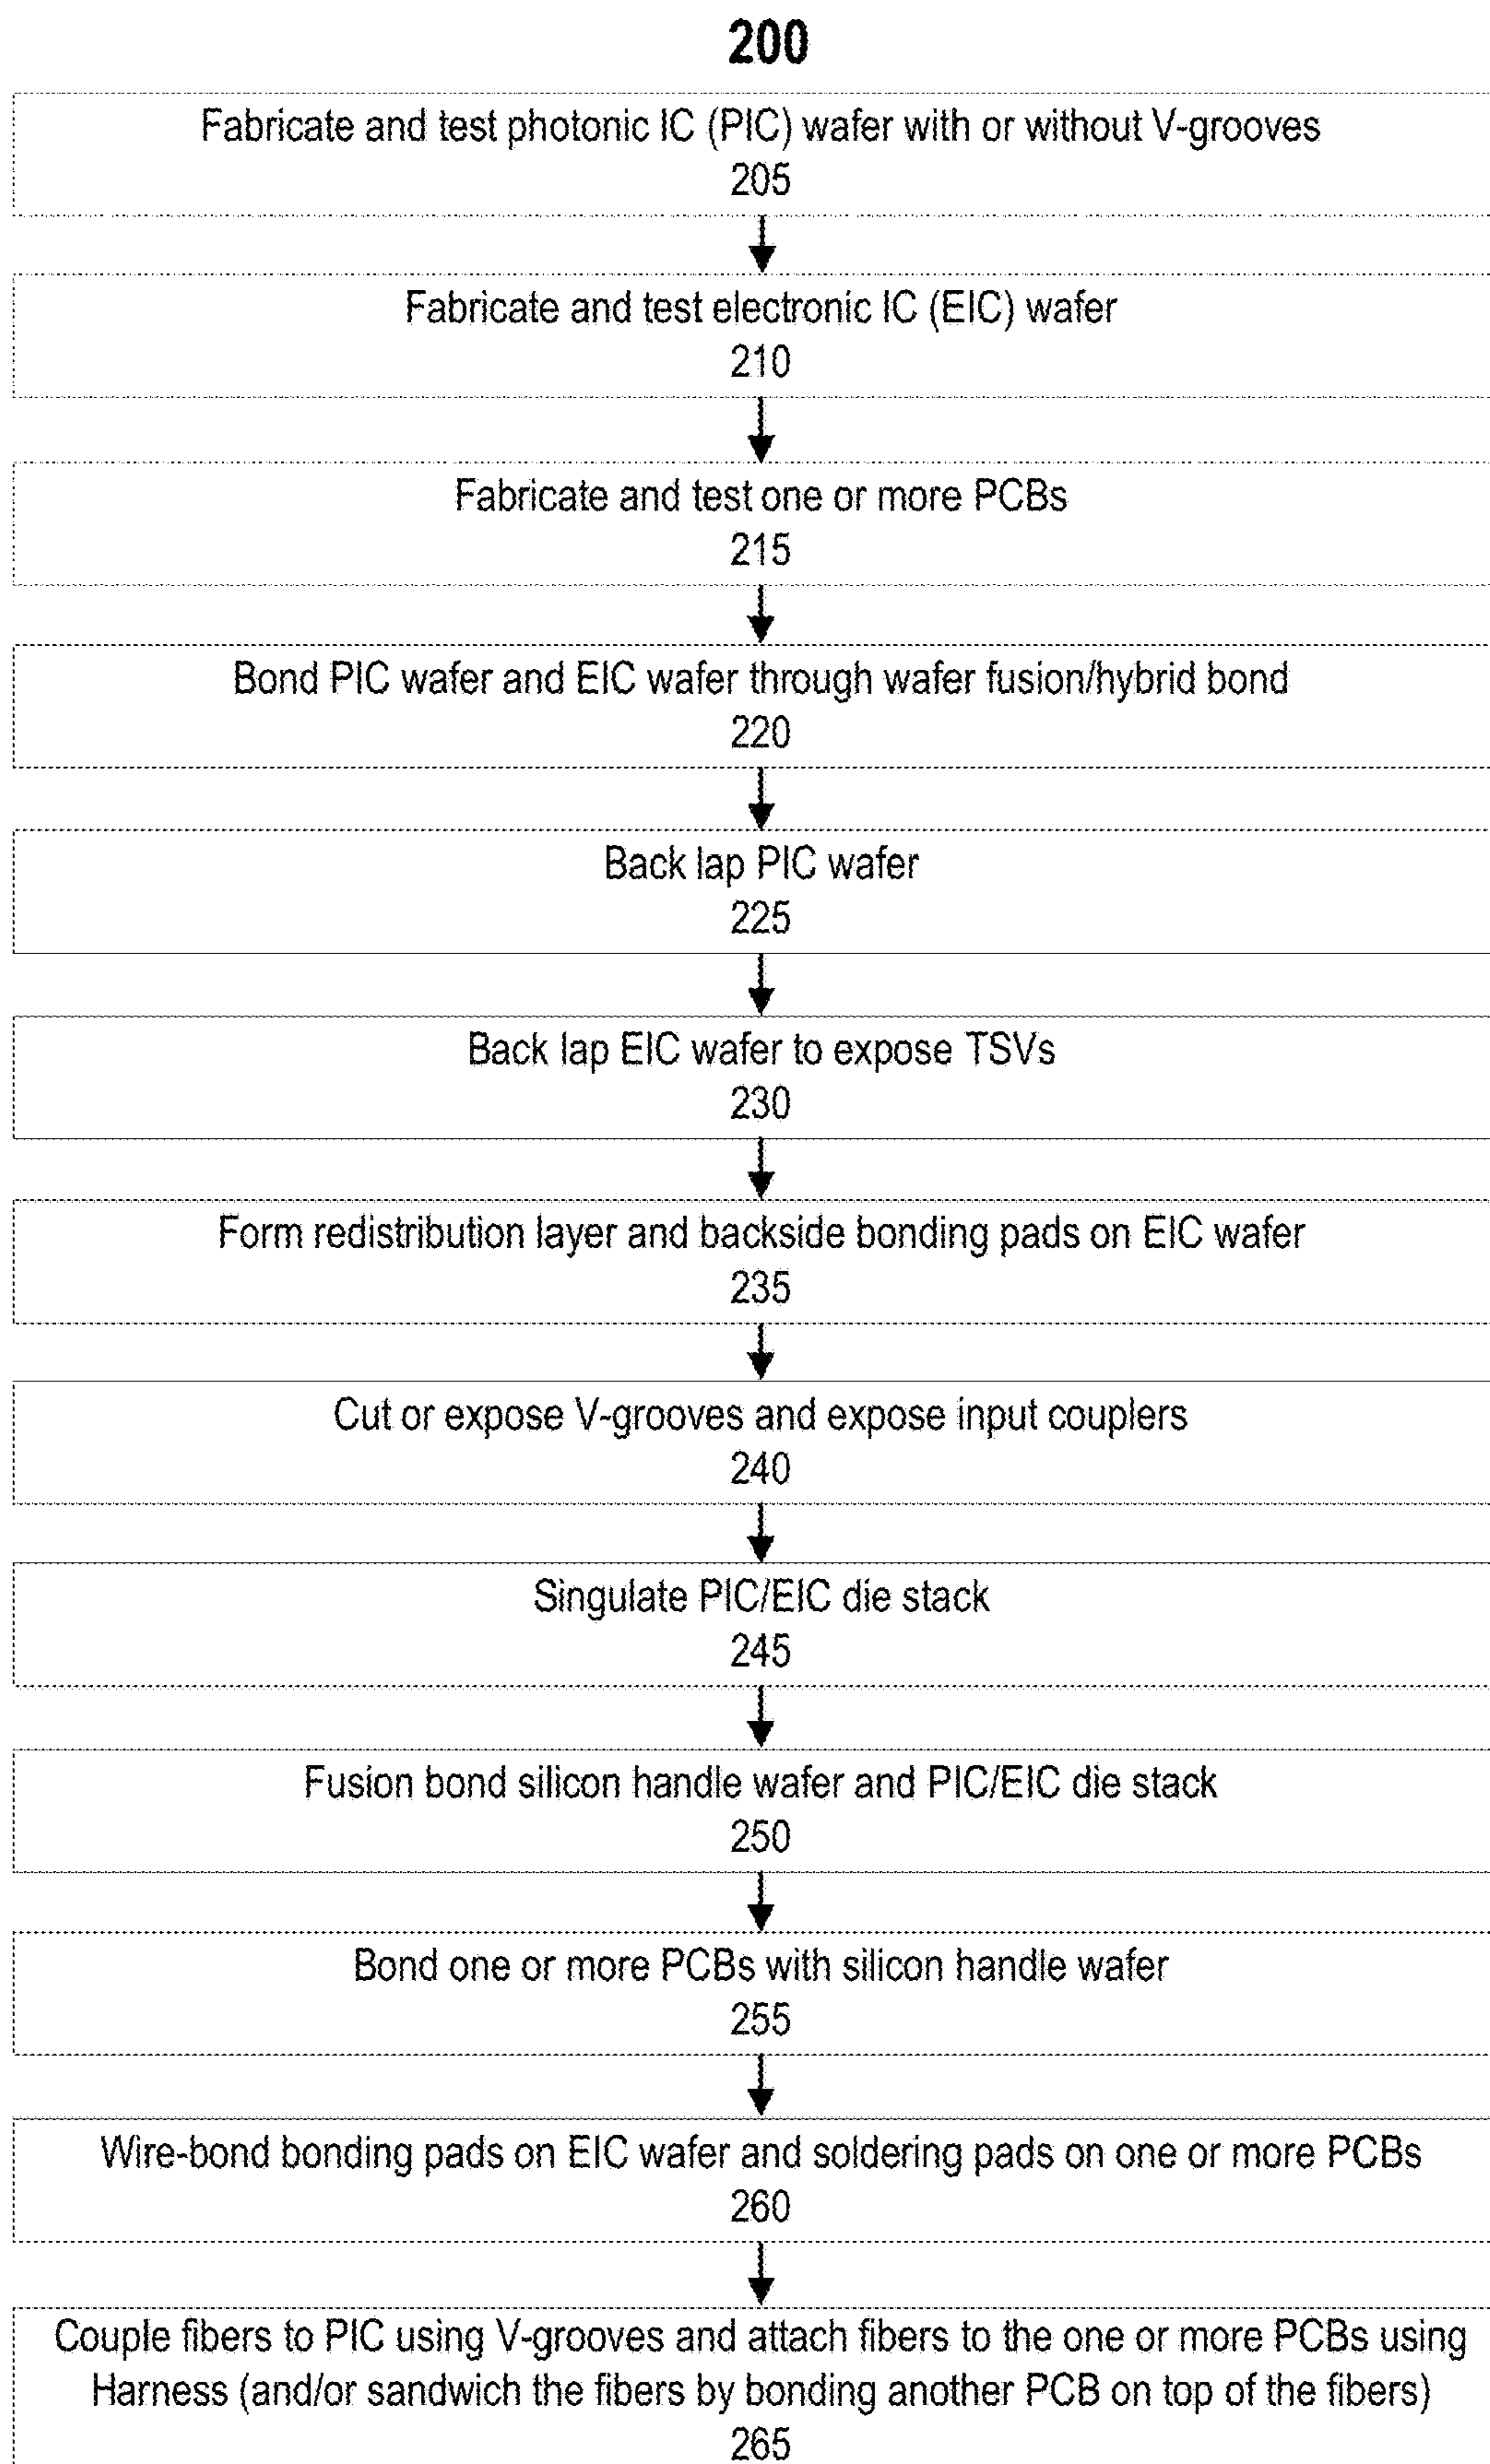 200
Fabricate and test photonic IC (PIC) wafer with or without V-grooves
205
Fabricate and test electronic IC (EIC) wafer
210
Fabricate and test one or more PCBs
215
Bond PIC wafer and EIC wafer through wafer fusion/hybrid bond
220
Back lap PIC wafer
225
Back lap EIC wafer to expose TSVs
230
Form redistribution layer and backside bonding pads on EIC wafer
235
Cut or expose V-grooves and expose input couplers
240
Singulate PIC/EIC die stack
245
Fusion bond silicon handle wafer and PIC/EIC die stack
250
Bond one or more PCBs with silicon handle wafer
255
Wire-bond bonding pads on EIC wafer and soldering pads on one or more PCBs
260
Couple fibers to PIC using V-grooves and attach fibers to the one or more PCBs using
Harness (and/or sandwich the fibers by bonding another PCB on top of the fibers)
265